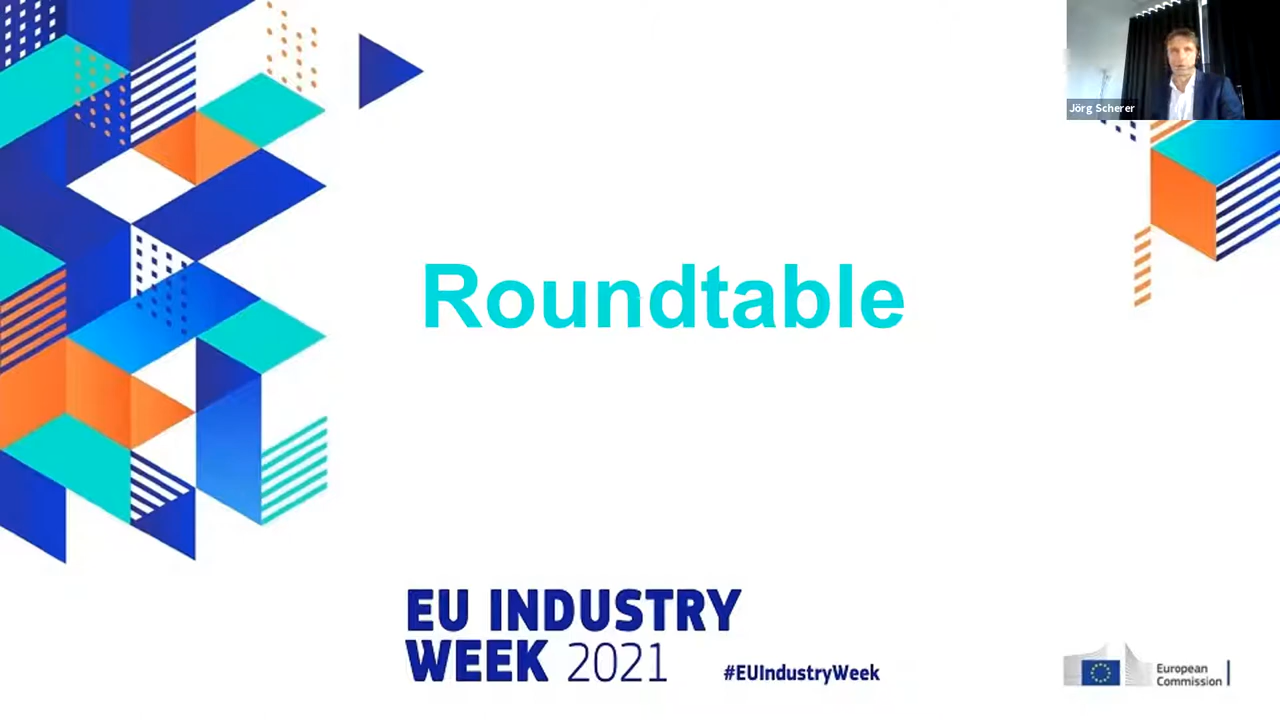 Jörg Scherer
Roundtable
EU INDUSTRY
WEEK 2021
#EUIndustryWeek
European
Commission